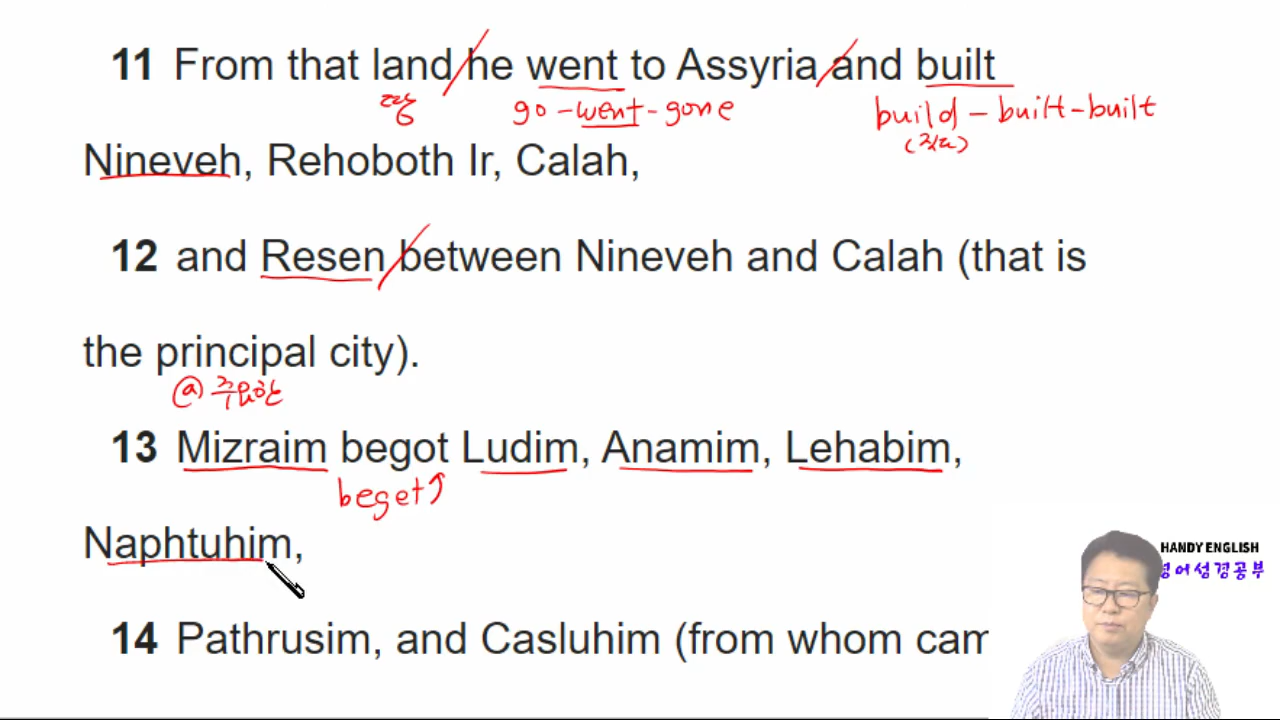 11 From that land he went to Assyria and built
땅 go-went-gone build-built-built
(짓다)
Nineveh, Rehoboth Ir, Calah,
12 and Resen between Nineveh and Calah (that is
the principal city).
ⓐ 주요한
13 Mizraim begot Ludim, Anamim, Lehabim,
beget↑
Naphtuhim,
HANDY ENGLISH
영어성경공부
14 Pathrusim, and Casluhim (from whom cam